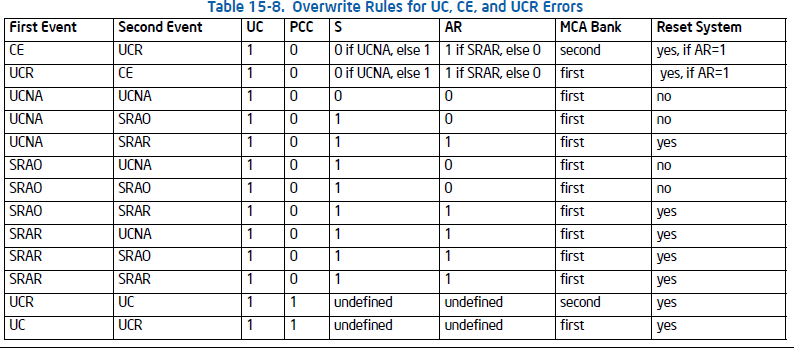 Table 15-8. Overwrite Rules for UC, CE, and UCR Errors
First Event Second Event UC PCC S AR MCA Bank Reset System
CE UCR 1 0 0 if UCNA, else 1 1 if SRAR, else 0 second yes, if AR=1
UCR CE 1 0 0 if UCNA, else 1 1 if SRAR, else 0 first yes, if AR=1
UCNA UCNA 1 0 0 0 first no
UCNA SRAO 1 0 1 0 first no
UCNA SRAR 1 0 1 1 first yes
SRAO UCNA 1 0 1 0 first no
SRAO SRAO 1 0 1 0 first no
SRAO SRAR 1 0 1 1 first yes
SRAR UCNA 1 0 1 1 first yes
SRAR SRAO 1 0 1 1 first yes
SRAR SRAR 1 0 1 1 first yes
UCR UC 1 1 undefined undefined second yes
UC UCR 1 1 undefined undefined first yes